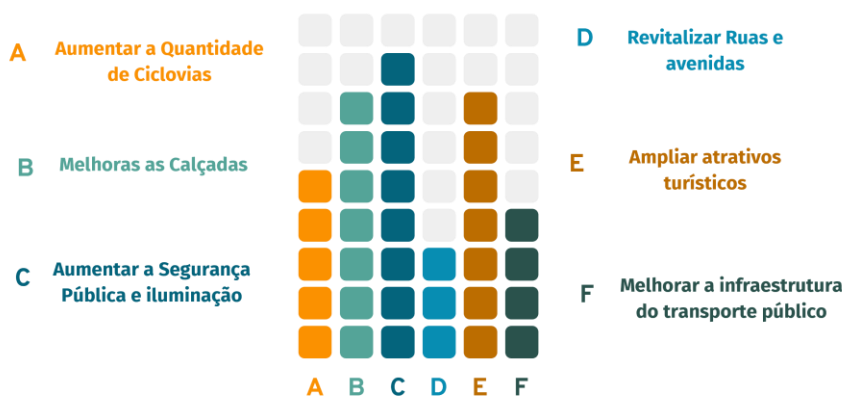 A
Aumentar a Quantidade
de Ciclovias
B
Melhoras as Calçadas
C
Aumentar a Segurança
Pública e iluminação
D
Revitalizar Ruas e
avenidas
E
Ampliar atrativos
turísticos
F
Melhorar a infraestrutura
do transporte público
A B C D E F